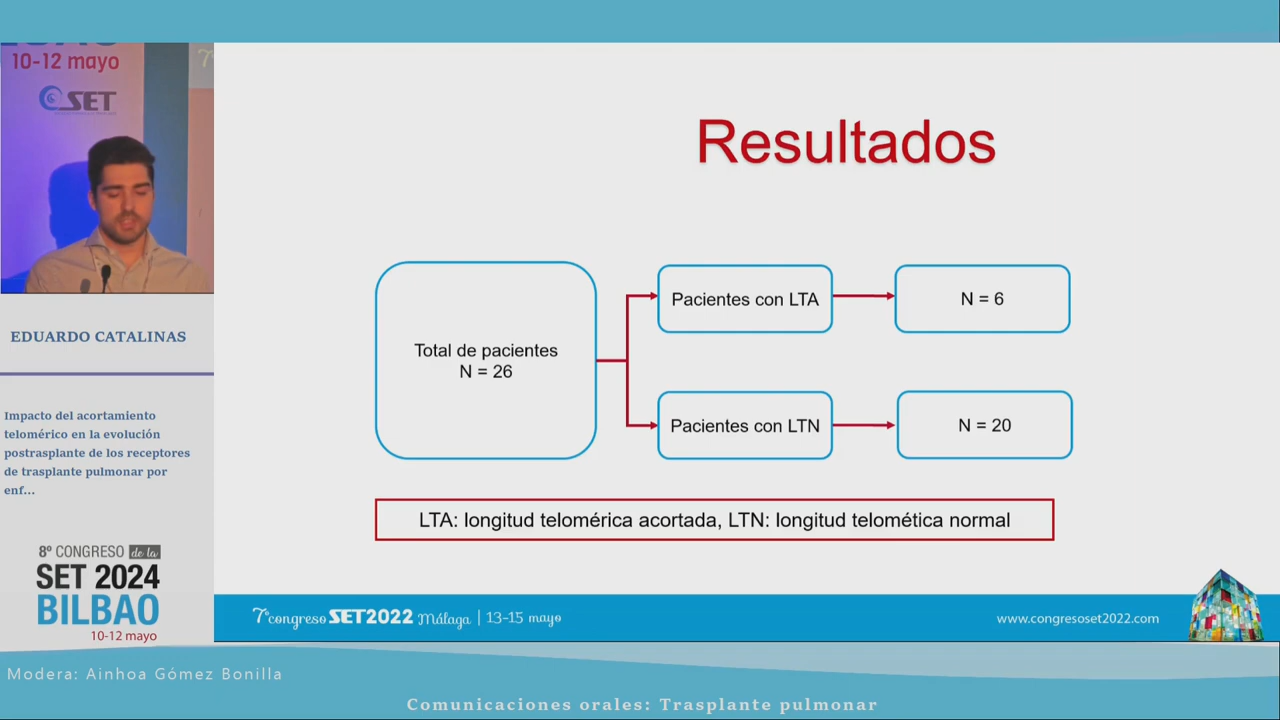 10-12 mayo
SET
EDUARDO CATALINAS
Impacto del acortamiento
telomérico en la evolución
postrasplante de los receptores
de trasplante pulmonar por
enf...
8º CONGRESO de la
SET 2024
BILBAO
10-12 mayo
Resultados
Total de pacientes
N = 26
Pacientes con LTA
N = 6
Pacientes con LTN
N = 20
LTA: longitud telomérica acortada, LTN: longitud telomética normal
7º congreso SET2022 Málaga | 13-15 mayo
www.congresoset2022.com
Modera: Ainhoa Gómez Bonilla
Comunicaciones orales: Trasplante pulmonar